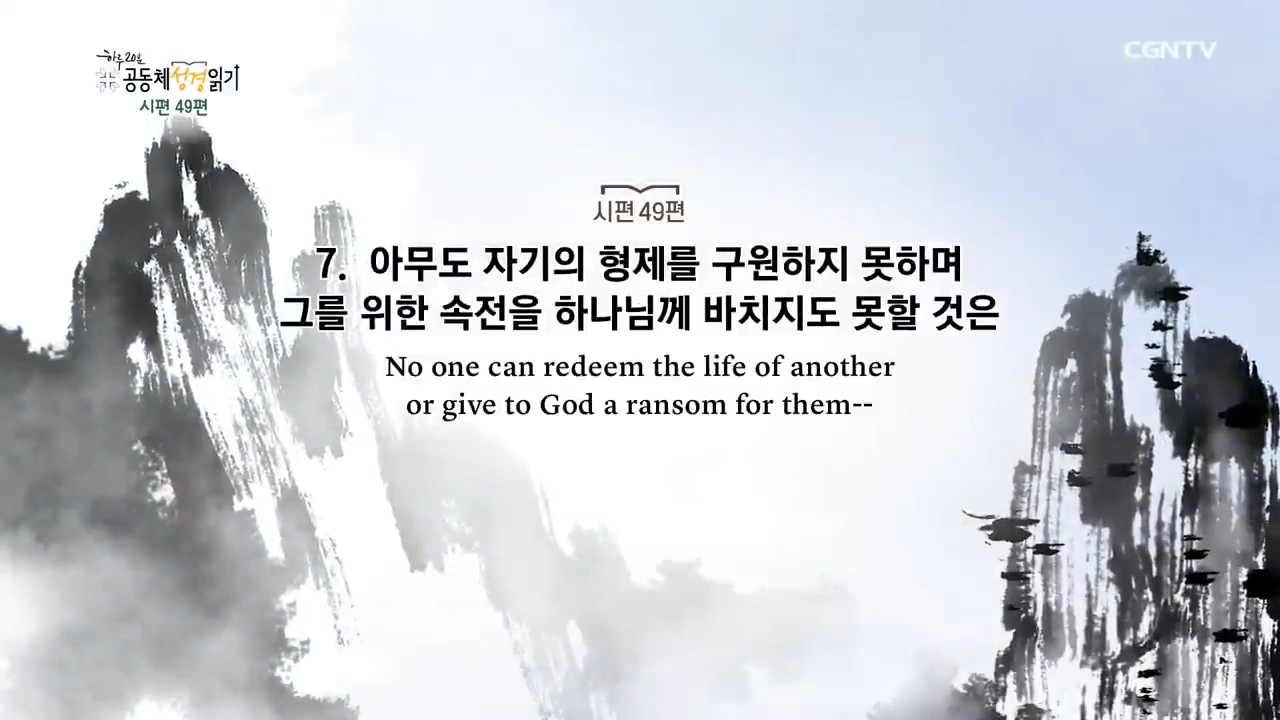 하루 20분
공동체성경읽기
시편 49편
CGNTV
시편 49편
7. 아무도 자기의 형제를 구원하지 못하며
그를 위한 속전을 하나님께 바치지도 못할 것은
No one can redeem the life of another
or give to God a ransom for them--